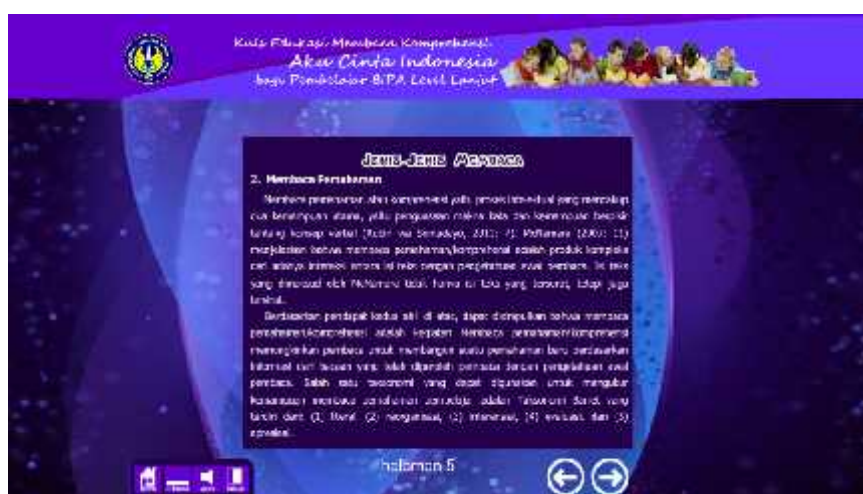 Kuis Edukasi Membaca Komprehensif
Aku Cinta Indonesia
bagi Pembelajar BIPA Level Lanjut
Jenis-Jenis Membaca
2. Membaca Pemahaman
Membaca pemahaman atau komprehensi yaitu proses intelektual yang mencakup
dua kemampuan utama, yaitu penguasaan makna kata dan kemampuan berpikir
tentang konsep verbal (Rubin via Somadayo, 2011: 7). McNamara (2007: 11)
menjelaskan bahwa membaca pemahaman/komprehensi adalah produk kompleks
dari adanya interaksi antara isi teks dengan pengetahuan awal pembaca. Isi teks
yang dimaksud oleh McNamara tidak hanya isi teks yang tersurat, tetapi juga
tersirat.
Berdasarkan pendapat kedua ahli di atas, dapat disimpulkan bahwa membaca
pemahaman/komprehensi adalah kegiatan Membaca pemahaman/komprehensi
memungkinkan pembaca untuk membangun suatu pemahaman baru berdasarkan
informasi dari bacaan yang telah diperoleh pembaca dengan pengetahuan awal
pembaca. Salah satu taksonomi yang dapat digunakan untuk mengukur
kemampuan membaca pemahaman pembelajar adalah Taksonomi Barret yang
terdiri dari: (1) literal (2) reorganisasi, (3) inferensial, (4) evaluasi, dan (5)
apresiasi.
halaman 5